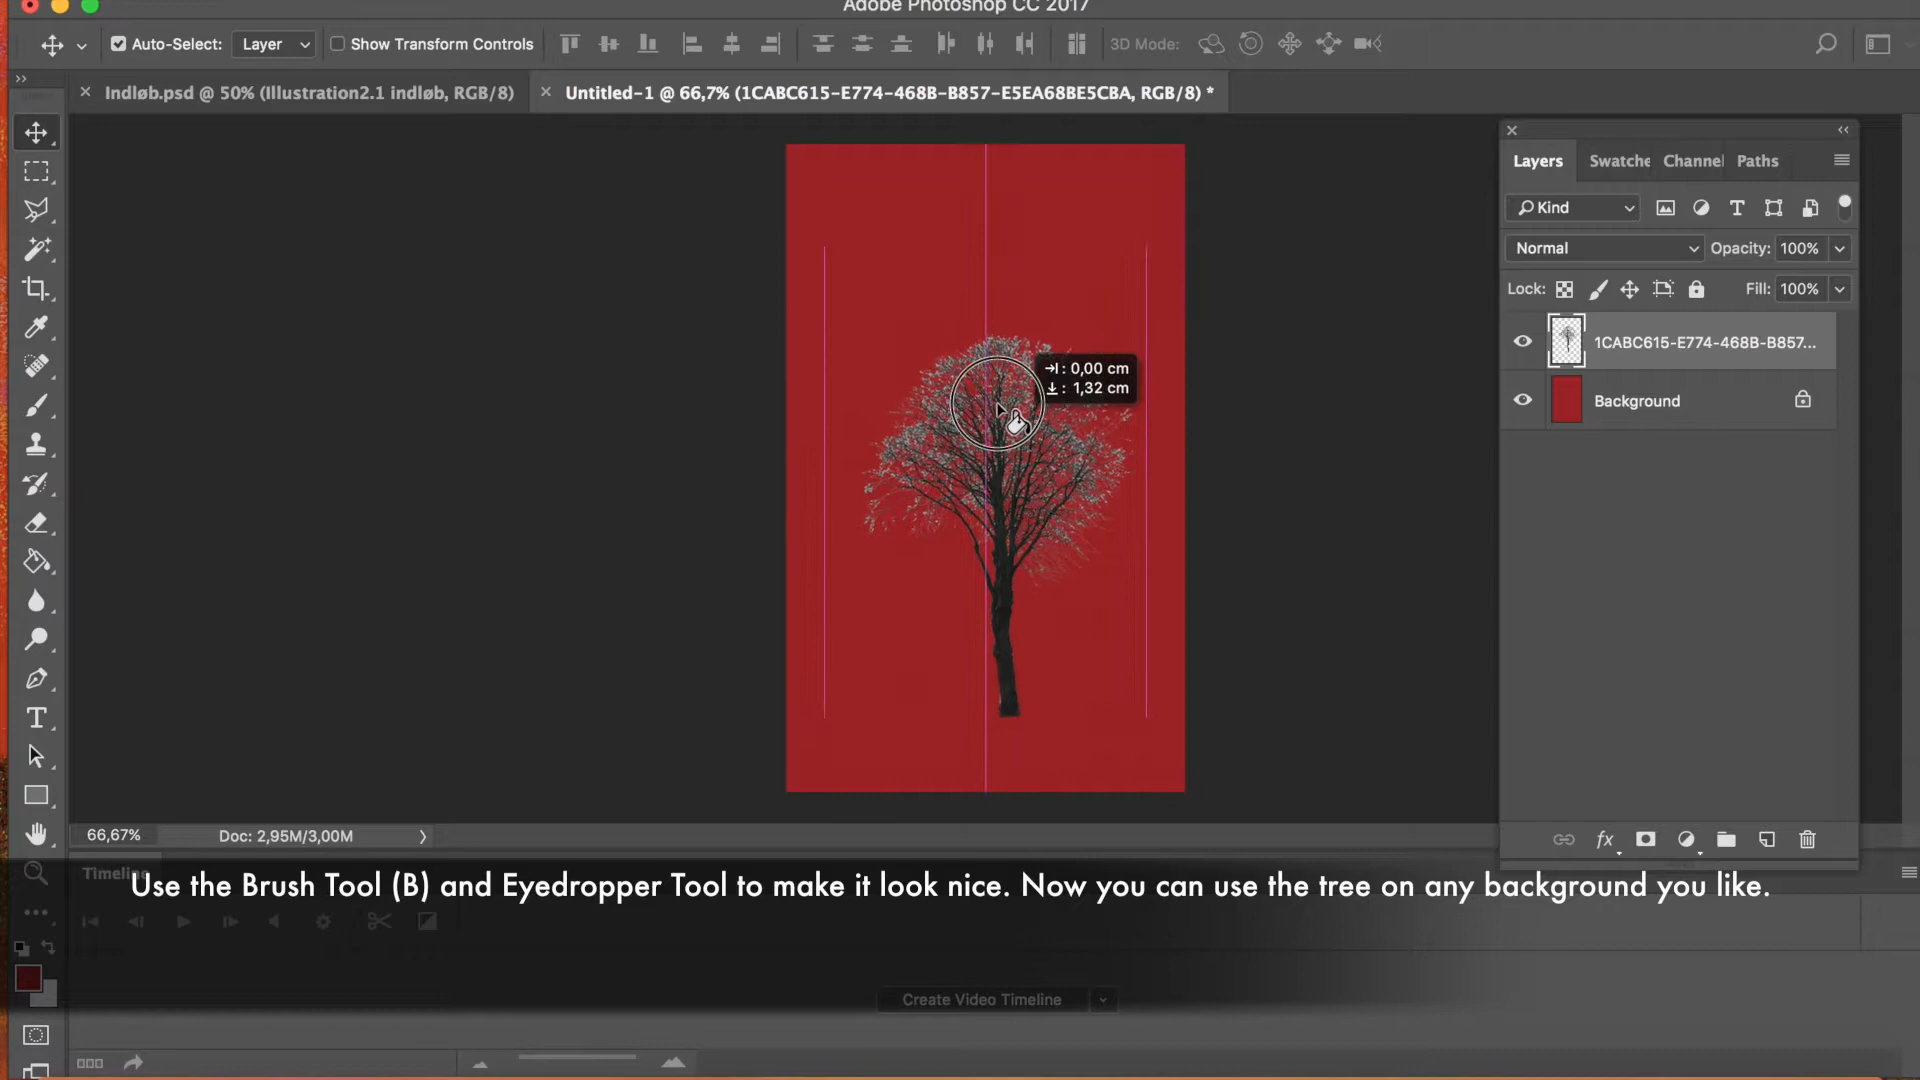 Adobe Photoshop CC 2017
Auto-Select: Layer Show Transform Controls 3D Mode:
Indløb.psd @ 50% (Illustration2.1 indløb, RGB/8)
Untitled-1 @ 66,7% (1CABC615-E774-468B-B857-E5EA68BE5CBA, RGB/8) *
Layers Swatche Channel Paths
Kind
Normal Opacity: 100%
Lock: Fill: 100%
1CABC615-E774-468B-B857...
Background
: 0,00 cm
: 1,32 cm
66,67% Doc: 2,95M/3,00M
Timeline
Use the Brush Tool (B) and Eyedropper Tool to make it look nice. Now you can use the tree on any background you like.
Create Video Timeline